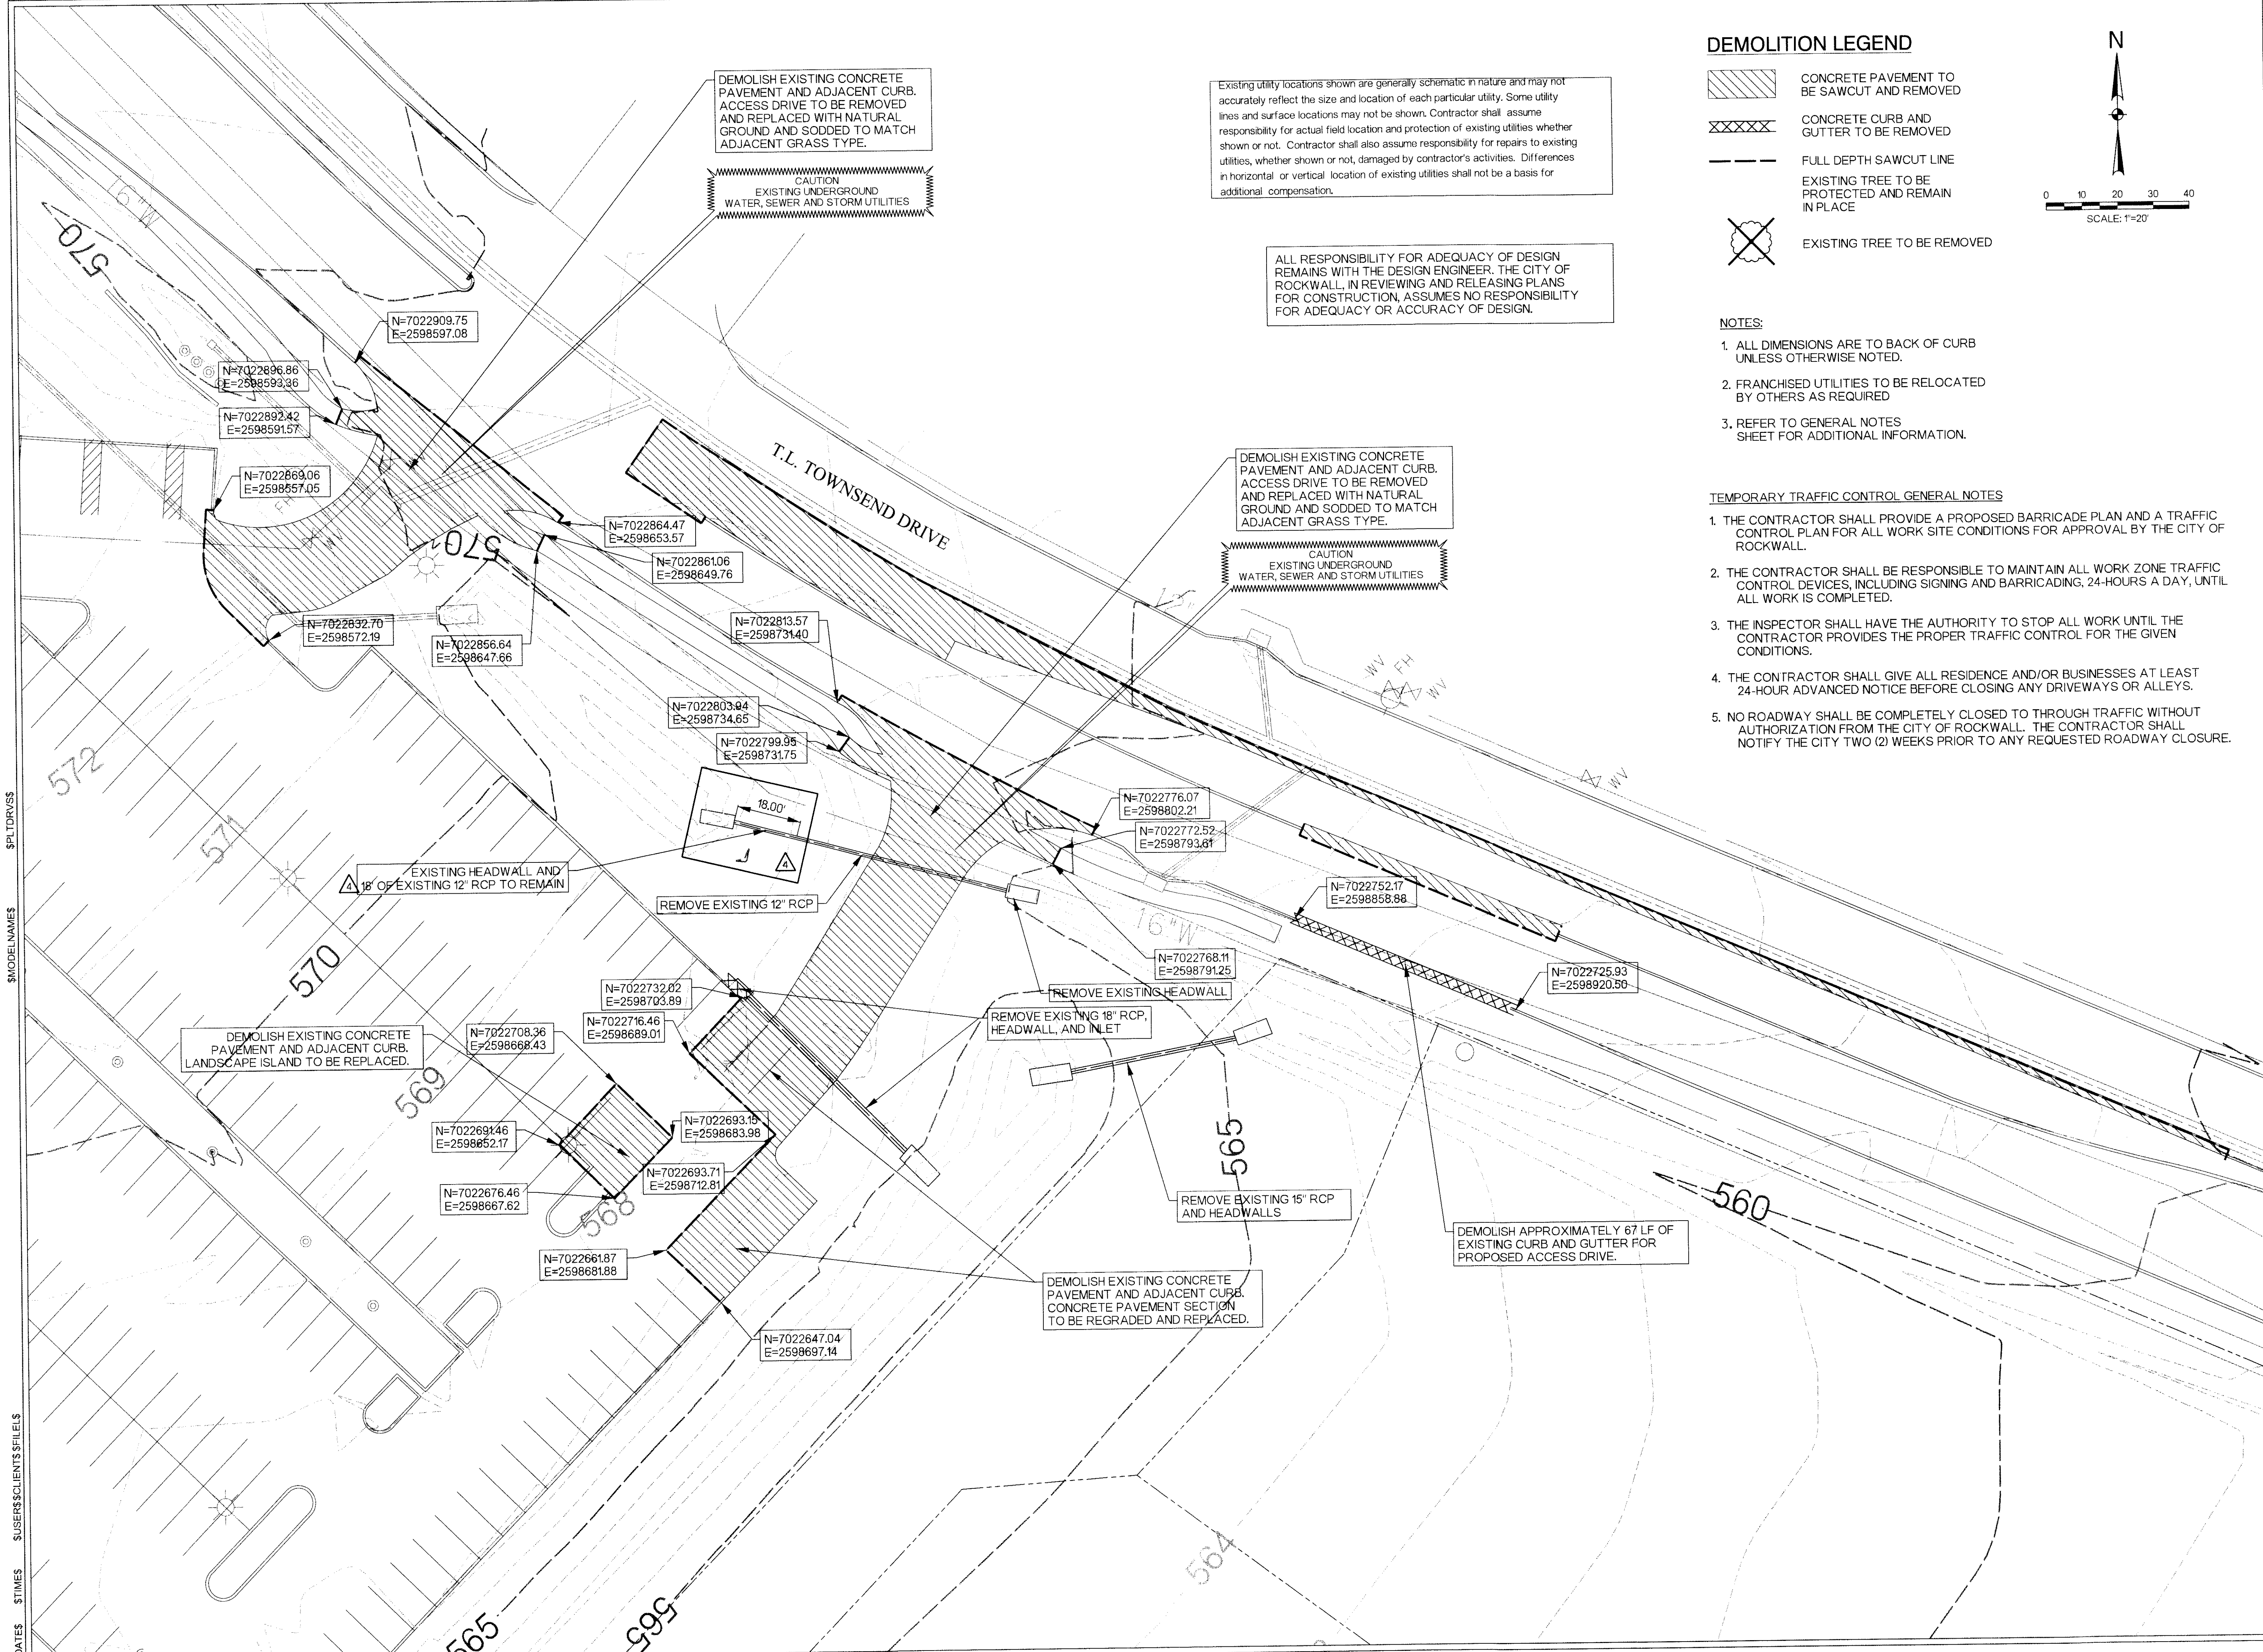 DEMOLISH EXISTING CONCRETE
PAVEMENT AND ADJACENT CURB.
ACCESS DRIVE TO BE REMOVED
AND REPLACED WITH NATURAL
GROUND AND SODDED TO MATCH
ADJACENT GRASS TYPE.
CAUTION
EXISTING UNDERGROUND
WATER, SEWER AND STORM UTILITIES
Existing utility locations shown are generally schematic in nature and may not
accurately reflect the size and location of each particular utility. Some utility
lines and surface locations may not be shown. Contractor shall assume
responsibility for actual field location and protection of existing utilities whether
shown or not. Contractor shall also assume responsibility for repairs to existing
utilities, whether shown or not, damaged by contractor's activities. Differences
in horizontal or vertical location of existing utilities shall not be a basis for
additional compensation.
ALL RESPONSIBILITY FOR ADEQUACY OF DESIGN
REMAINS WITH THE DESIGN ENGINEER. THE CITY OF
ROCKWALL, IN REVIEWING AND RELEASING PLANS
FOR CONSTRUCTION, ASSUMES NO RESPONSIBILITY
FOR ADEQUACY OR ACCURACY OF DESIGN.
DEMOLITION LEGEND
CONCRETE PAVEMENT TO
BE SAWCUT AND REMOVED
CONCRETE CURB AND
GUTTER TO BE REMOVED
FULL DEPTH SAWCUT LINE
EXISTING TREE TO BE
PROTECTED AND REMAIN
IN PLACE
EXISTING TREE TO BE REMOVED
N
0 10 20 30 40
SCALE: 1"=20'
NOTES:
1. ALL DIMENSIONS ARE TO BACK OF CURB
UNLESS OTHERWISE NOTED.
2. FRANCHISED UTILITIES TO BE RELOCATED
BY OTHERS AS REQUIRED
3. REFER TO GENERAL NOTES
SHEET FOR ADDITIONAL INFORMATION.
TEMPORARY TRAFFIC CONTROL GENERAL NOTES
1. THE CONTRACTOR SHALL PROVIDE A PROPOSED BARRICADE PLAN AND A TRAFFIC
CONTROL PLAN FOR ALL WORK SITE CONDITIONS FOR APPROVAL BY THE CITY OF
ROCKWALL.
2. THE CONTRACTOR SHALL BE RESPONSIBLE TO MAINTAIN ALL WORK ZONE TRAFFIC
CONTROL DEVICES, INCLUDING SIGNING AND BARRICADING, 24-HOURS A DAY, UNTIL
ALL WORK IS COMPLETED.
3. THE INSPECTOR SHALL HAVE THE AUTHORITY TO STOP ALL WORK UNTIL THE
CONTRACTOR PROVIDES THE PROPER TRAFFIC CONTROL FOR THE GIVEN
CONDITIONS.
4. THE CONTRACTOR SHALL GIVE ALL RESIDENCE AND/OR BUSINESSES AT LEAST
24-HOUR ADVANCED NOTICE BEFORE CLOSING ANY DRIVEWAYS OR ALLEYS.
5. NO ROADWAY SHALL BE COMPLETELY CLOSED TO THROUGH TRAFFIC WITHOUT
AUTHORIZATION FROM THE CITY OF ROCKWALL. THE CONTRACTOR SHALL
NOTIFY THE CITY TWO (2) WEEKS PRIOR TO ANY REQUESTED ROADWAY CLOSURE.
16"W
570
N=7022909.75
E=2598597.08
N=7022896.86
E=2598593.36
N=7022892.42
E=2598591.57
N=7022869.06
E=2598557.05
FH
WV
570
N=7022864.47
E=2598653.57
N=7022861.06
E=2598649.76
N=7022832.70
E=2598572.19
N=7022856.64
E=2598647.66
T.L. TOWNSEND DRIVE
DEMOLISH EXISTING CONCRETE
PAVEMENT AND ADJACENT CURB.
ACCESS DRIVE TO BE REMOVED
AND REPLACED WITH NATURAL
GROUND AND SODDED TO MATCH
ADJACENT GRASS TYPE.
CAUTION
EXISTING UNDERGROUND
WATER, SEWER AND STORM UTILITIES
WV
FH
WV
WV
N=7022813.57
E=2598731.40
N=7022803.94
E=2598734.65
N=7022799.95
E=2598731.75
18.00'
4
572
571
EXISTING HEADWALL AND
4 18' OF EXISTING 12" RCP TO REMAIN
REMOVE EXISTING 12" RCP
N=7022776.07
E=2598802.21
N=7022772.52
E=2598793.61
N=7022752.17
E=2598858.88
16"W
N=7022768.11
E=2598791.25
N=7022725.93
E=2598920.50
570
N=7022732.02
E=2598703.89
REMOVE EXISTING HEADWALL
REMOVE EXISTING 18" RCP,
HEADWALL, AND INLET
N=7022716.46
E=2598689.01
N=7022708.36
E=2598668.43
DEMOLISH EXISTING CONCRETE
PAVEMENT AND ADJACENT CURB.
LANDSCAPE ISLAND TO BE REPLACED.
569
N=7022691.46
E=2598652.17
N=7022693.15
E=2598683.98
N=7022693.71
E=2598712.81
N=7022676.46
E=2598667.62
568
565
REMOVE EXISTING 15" RCP
AND HEADWALLS
560
DEMOLISH APPROXIMATELY 67 LF OF
EXISTING CURB AND GUTTER FOR
PROPOSED ACCESS DRIVE.
N=7022661.87
E=2598681.88
DEMOLISH EXISTING CONCRETE
PAVEMENT AND ADJACENT CURB.
CONCRETE PAVEMENT SECTION
TO BE REGRADED AND REPLACED.
N=7022647.04
E=2598697.14
564
565
565
$PLTDRVS$
$MODELNAME$
$USER$$CLIENT$$FILEL$
$TIME$